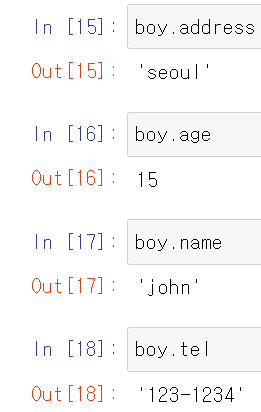 In [15]: boy.address
Out[15]: 'seoul'
In [16]: boy.age
Out[16]: 15
In [17]: boy.name
Out[17]: 'john'
In [18]: boy.tel
Out[18]: '123-1234'